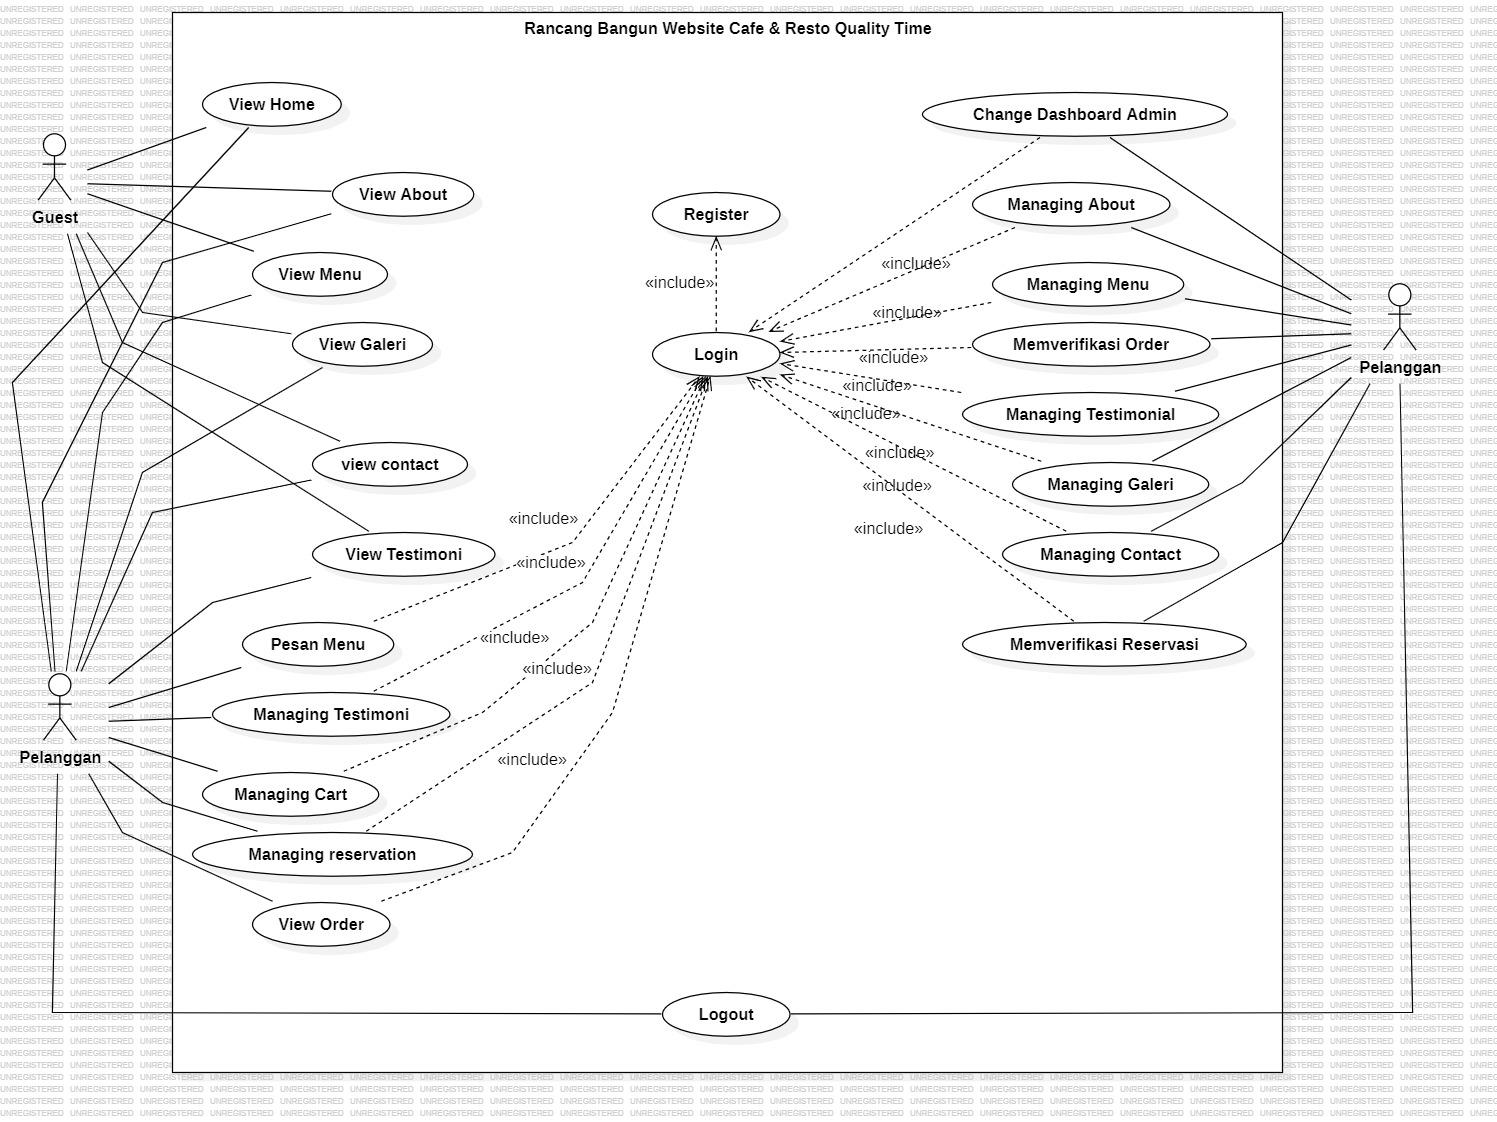 Rancang Bangun Website Cafe & Resto Quality Time
View Home
Change Dashboard Admin
Guest
View About
Register
Managing About
View Menu
«include»
«include»
Managing Menu
«include»
View Galeri
Login
Memverifikasi Order
«include»
Pelanggan
«include»
Managing Testimonial
«include»
view contact
«include»
Managing Galeri
«include»
«include»
«include»
View Testimoni
«include»
Managing Contact
Pesan Menu
«include»
Memverifikasi Reservasi
«include»
Managing Testimoni
Pelanggan
«include»
Managing Cart
Managing reservation
View Order
Logout
UNREGISTERED